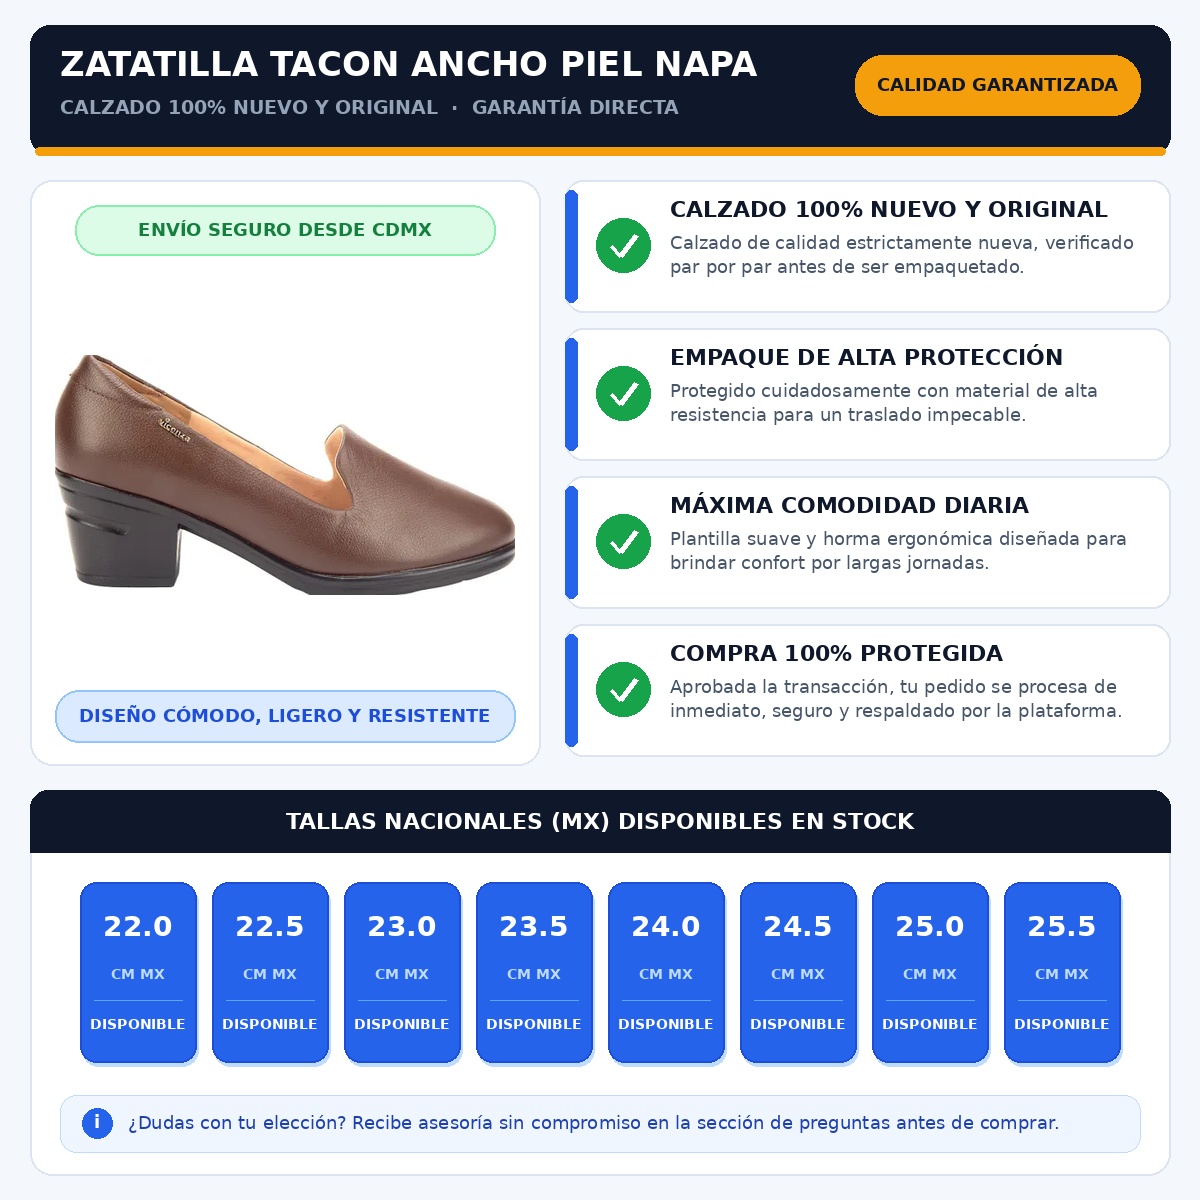 ZATATILLA TACON ANCHO PIEL NAPA
CALZADO 100% NUEVO Y ORIGINAL · GARANTÍA DIRECTA
CALIDAD GARANTIZADA
ENVÍO SEGURO DESDE CDMX
vicenza
DISEÑO CÓMODO, LIGERO Y RESISTENTE
CALZADO 100% NUEVO Y ORIGINAL
Calzado de calidad estrictamente nueva, verificado
par por par antes de ser empaquetado.
EMPAQUE DE ALTA PROTECCIÓN
Protegido cuidadosamente con material de alta
resistencia para un traslado impecable.
MÁXIMA COMODIDAD DIARIA
Plantilla suave y horma ergonómica diseñada para
brindar confort por largas jornadas.
COMPRA 100% PROTEGIDA
Aprobada la transacción, tu pedido se procesa de
inmediato, seguro y respaldado por la plataforma.
TALLAS NACIONALES (MX) DISPONIBLES EN STOCK
22.0 22.5 23.0 23.5 24.0 24.5 25.0 25.5
CM MX CM MX CM MX CM MX CM MX CM MX CM MX CM MX
DISPONIBLE DISPONIBLE DISPONIBLE DISPONIBLE DISPONIBLE DISPONIBLE DISPONIBLE DISPONIBLE
i ¿Dudas con tu elección? Recibe asesoría sin compromiso en la sección de preguntas antes de comprar.